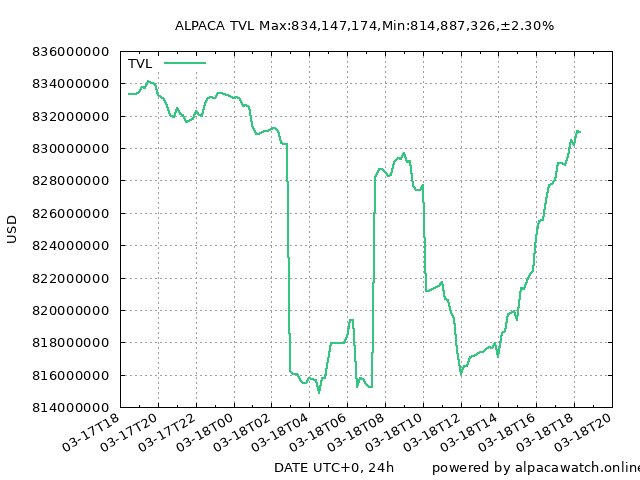 ALPACA TVL Max:834,147,174,Min:814,887,326,±2.30%
836000000
TVL
834000000
832000000
830000000
828000000
826000000
824000000
822000000
820000000
818000000
816000000
814000000
USD
03-17T18
03-17T20
03-17T22
03-18T00
03-18T02
03-18T04
03-18T06
03-18T08
03-18T10
03-18T12
03-18T14
03-18T16
03-18T18
03-18T20
DATE UTC+0, 24h
powered by alpacawatch.online